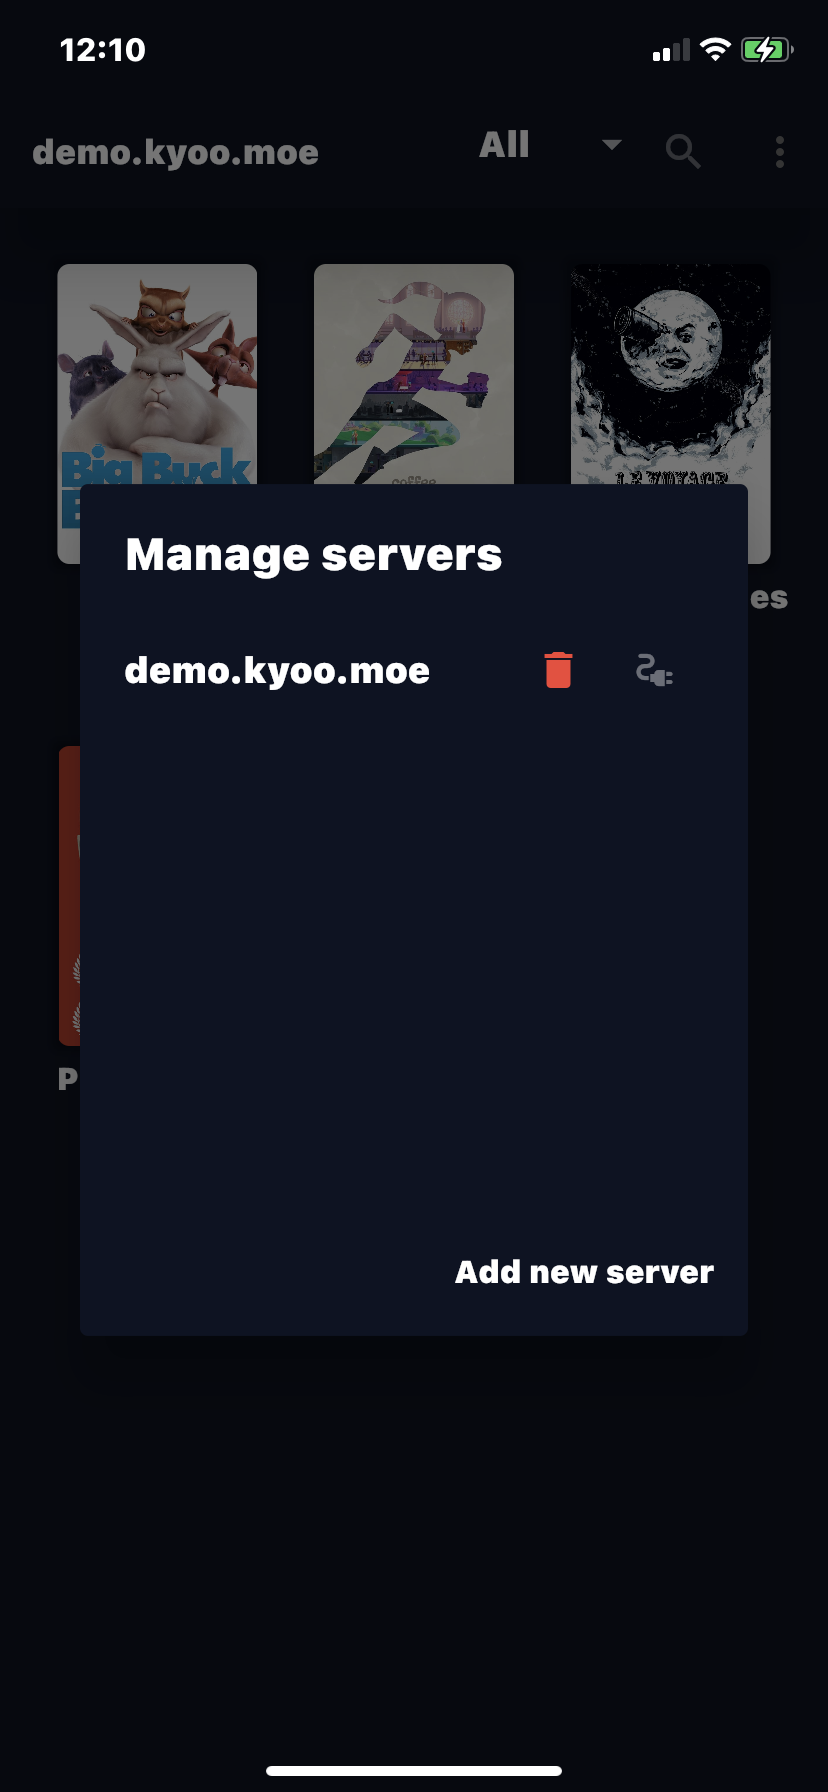 12:10
demo.kyoo.moe
All
Big Buck
coffee
LE VOYAGE
es
Manage servers
demo.kyoo.moe
P
Add new server